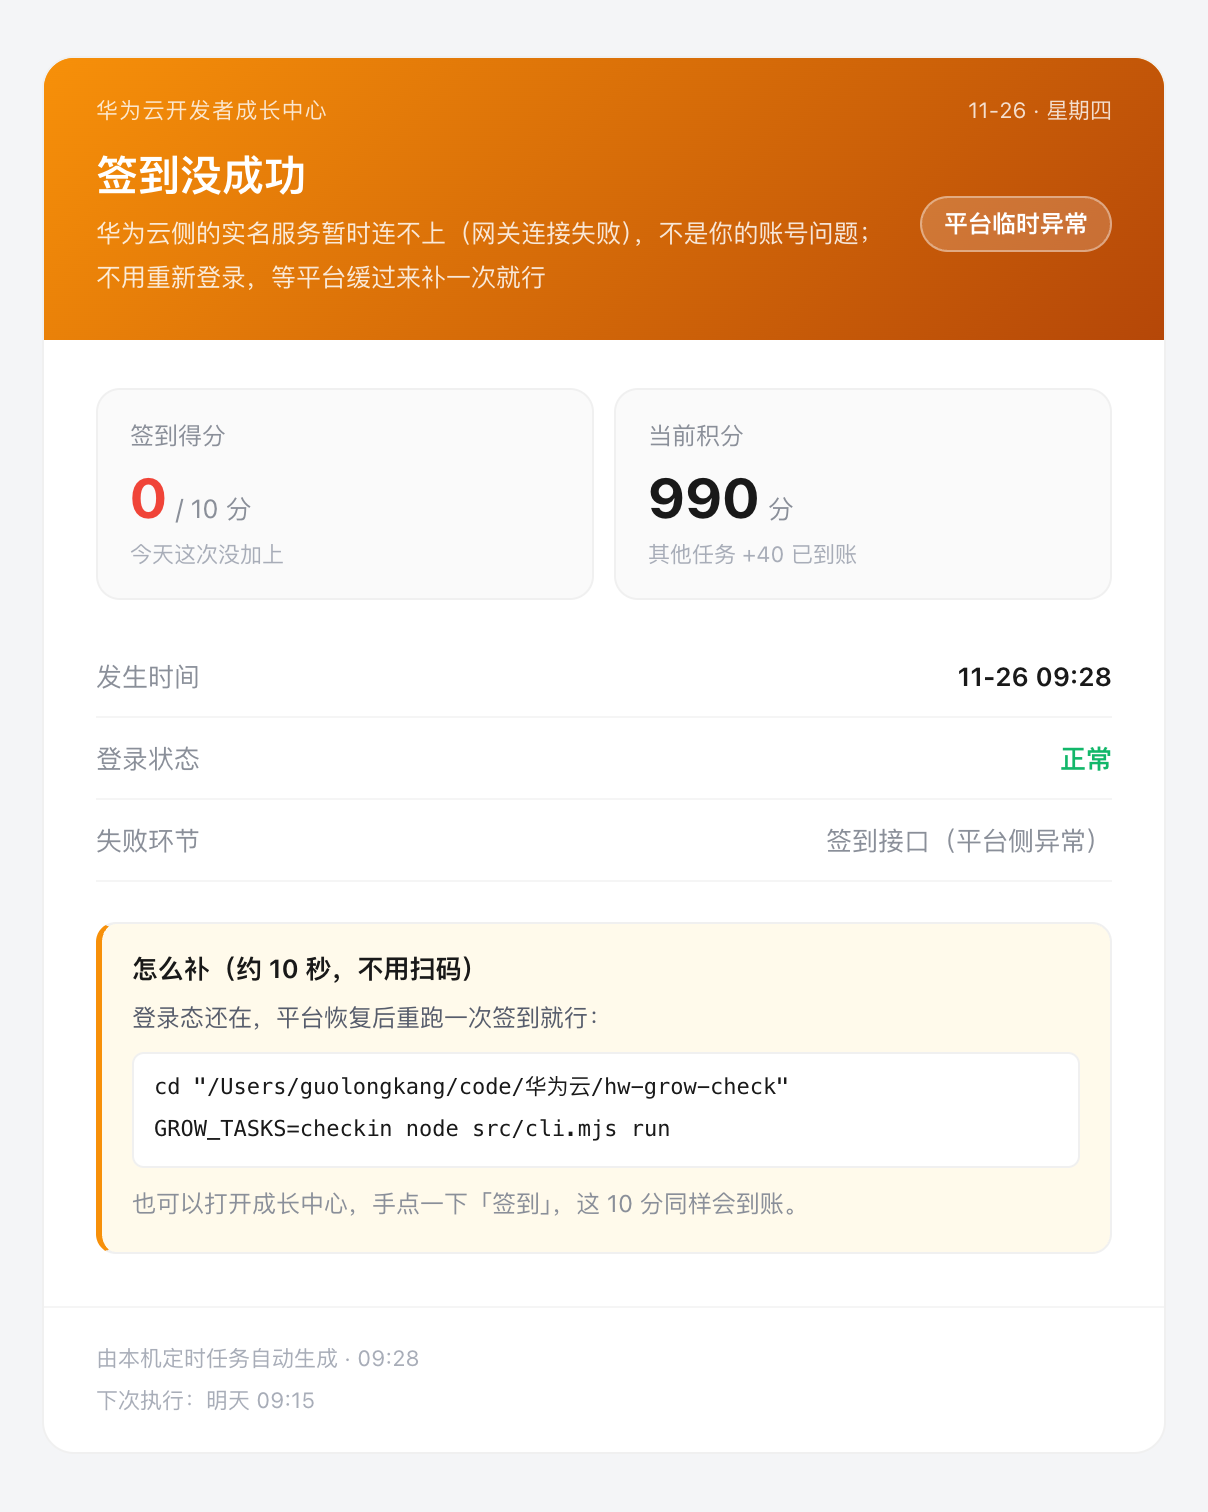 华为云开发者成长中心
11-26 · 星期四
签到没成功
华为云侧的实名服务暂时连不上（网关连接失败），不是你的账号问题；
不用重新登录，等平台缓过来补一次就行
平台临时异常
签到得分
0 / 10 分
今天这次没加上
当前积分
990 分
其他任务 +40 已到账
发生时间
11-26 09:28
登录状态
正常
失败环节
签到接口（平台侧异常）
怎么补（约 10 秒，不用扫码）
登录态还在，平台恢复后重跑一次签到就行：
cd "/Users/guolongkang/code/华为云/hw-grow-check"
GROW_TASKS=checkin node src/cli.mjs run
也可以打开成长中心，手点一下「签到」，这 10 分同样会到账。
由本机定时任务自动生成 · 09:28
下次执行：明天 09:15